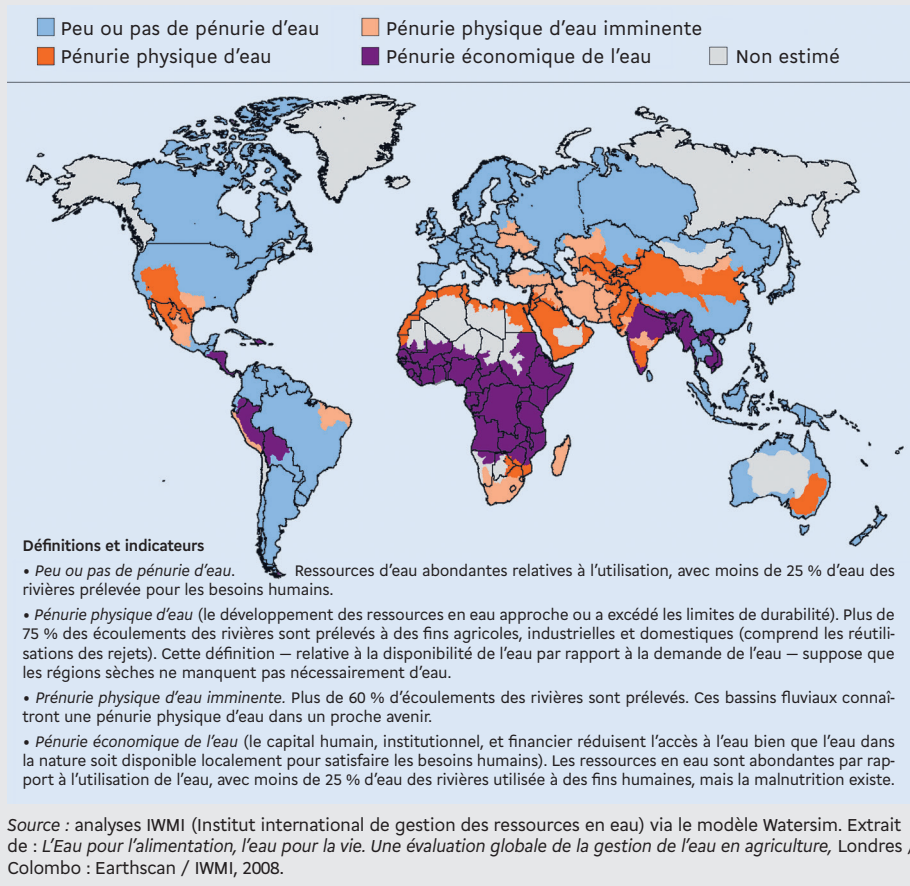 Peu ou pas de pénurie d'eau
Pénurie physique d'eau imminente
Pénurie physique d'eau
Pénurie économique de l'eau
Non estimé
Définitions et indicateurs
• Peu ou pas de pénurie d'eau. Ressources d'eau abondantes relatives à l'utilisation, avec moins de 25 % d'eau des
rivières prélevée pour les besoins humains.
• Pénurie physique d'eau (le développement des ressources en eau approche ou a excédé les limites de durabilité). Plus de
75 % des écoulements des rivières sont prélevés à des fins agricoles, industrielles et domestiques (comprend les réutili-
sations des rejets). Cette définition — relative à la disponibilité de l'eau par rapport à la demande de l'eau — suppose que
les régions sèches ne manquent pas nécessairement d'eau.
• Prénurie physique d'eau imminente. Plus de 60 % d'écoulements des rivières sont prélevés. Ces bassins fluviaux connaî-
tront une pénurie physique d'eau dans un proche avenir.
• Pénurie économique de l'eau (le capital humain, institutionnel, et financier réduisent l'accès à l'eau bien que l'eau dans
la nature soit disponible localement pour satisfaire les besoins humains). Les ressources en eau sont abondantes par rap-
port à l'utilisation de l'eau, avec moins de 25 % d'eau des rivières utilisée à des fins humaines, mais la malnutrition existe.
Source : analyses IWMI (Institut international de gestion des ressources en eau) via le modèle Watersim. Extrait
de : L'Eau pour l'alimentation, l'eau pour la vie. Une évaluation globale de la gestion de l'eau en agriculture, Londres /
Colombo : Earthscan / IWMI, 2008.